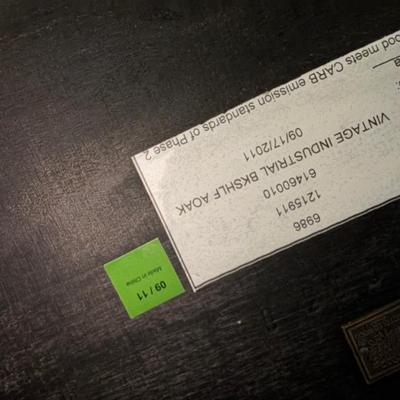 ood meets CARB emission standards of Phase 2
a
VINTAGE INDUSTRIAL BKSHLF AOAK
09/17/2011
61460010
1215911
6986
09 / 11
Made in China